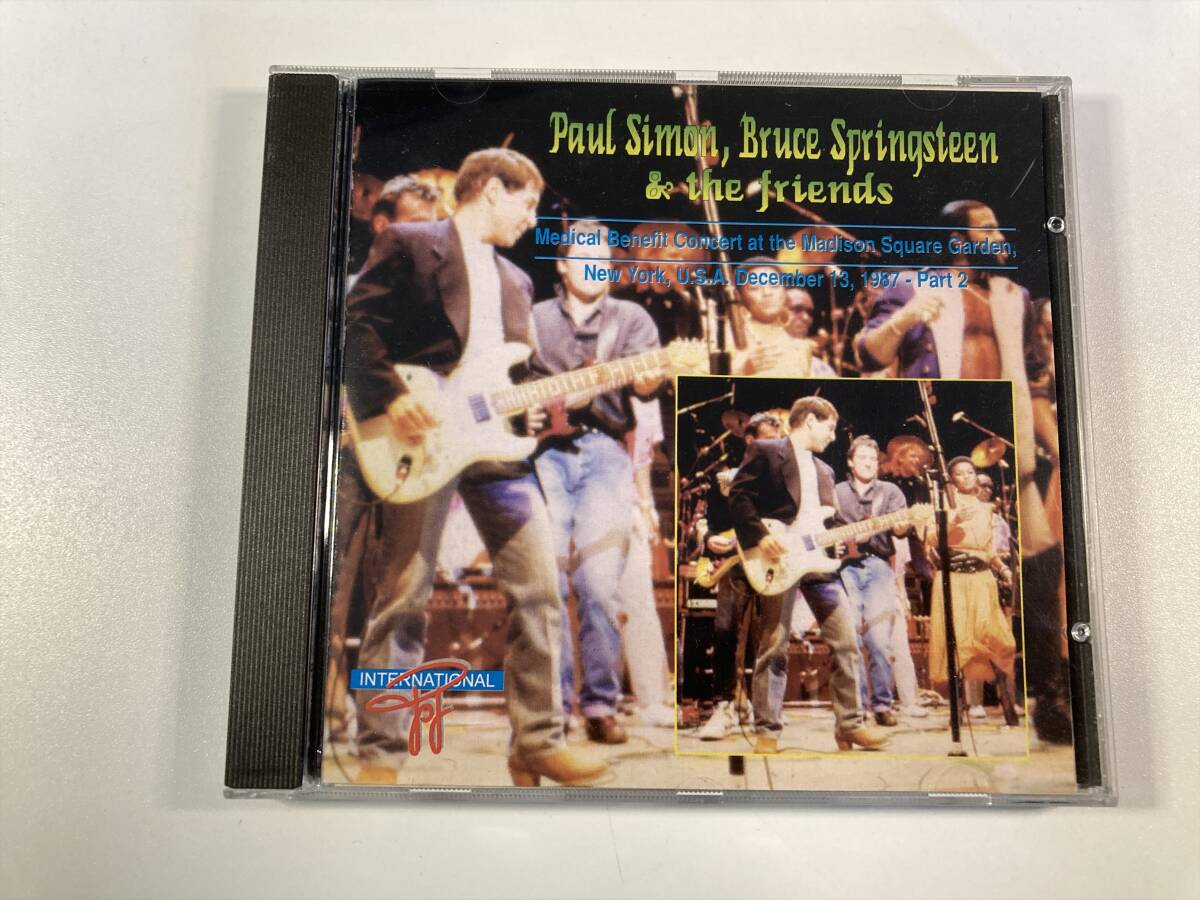 Paul Simon, Bruce Springsteen
& the friends
Medical Benefit Concert at the Madison Square Garden,
New York, U.S.A. December 13, 1987 - Part 2
INTERNATIONAL